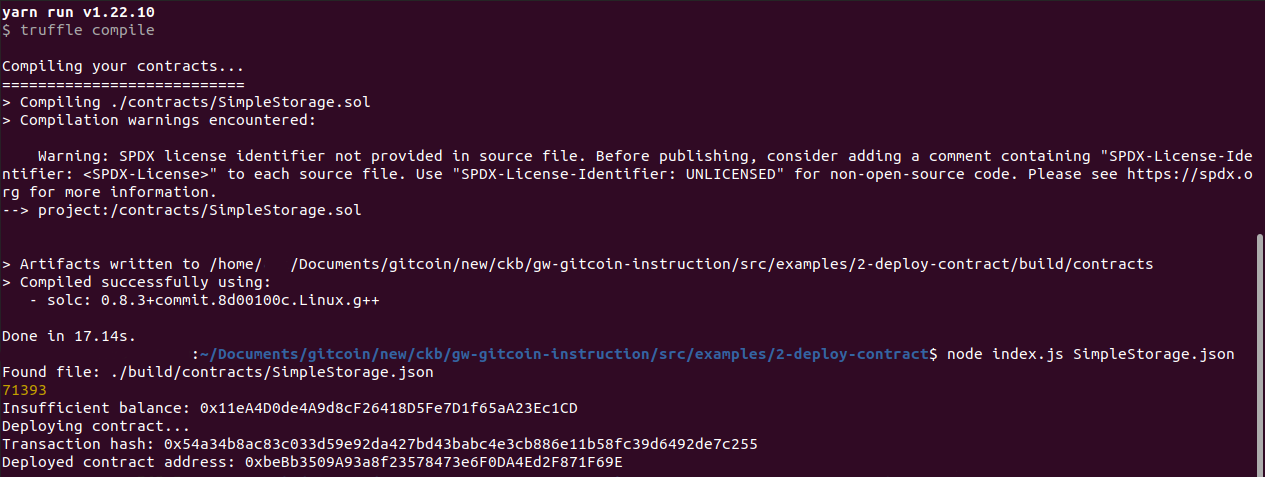 yarn run v1.22.10
$ truffle compile
Compiling your contracts...
===========================
> Compiling ./contracts/SimpleStorage.sol
> Compilation warnings encountered:
    Warning: SPDX license identifier not provided in source file. Before publishing, consider adding a comment containing "SPDX-License-Ide
ntifier: <SPDX-License>" to each source file. Use "SPDX-License-Identifier: UNLICENSED" for non-open-source code. Please see https://spdx.o
rg for more information.
--> project:/contracts/SimpleStorage.sol
> Artifacts written to /home/   /Documents/gitcoin/new/ckb/gw-gitcoin-instruction/src/examples/2-deploy-contract/build/contracts
> Compiled successfully using:
   - solc: 0.8.3+commit.8d00100c.Linux.g++
Done in 17.14s.
:~/Documents/gitcoin/new/ckb/gw-gitcoin-instruction/src/examples/2-deploy-contract$ node index.js SimpleStorage.json
Found file: ./build/contracts/SimpleStorage.json
71393
Insufficient balance: 0x11eA4D0de4A9d8cF26418D5Fe7D1f65aA23Ec1CD
Deploying contract...
Transaction hash: 0x54a34b8ac83c033d59e92da427bd43babc4e3cb886e11b58fc39d6492de7c255
Deployed contract address: 0xbeBb3509A93a8f23578473e6F0DA4Ed2F871F69E